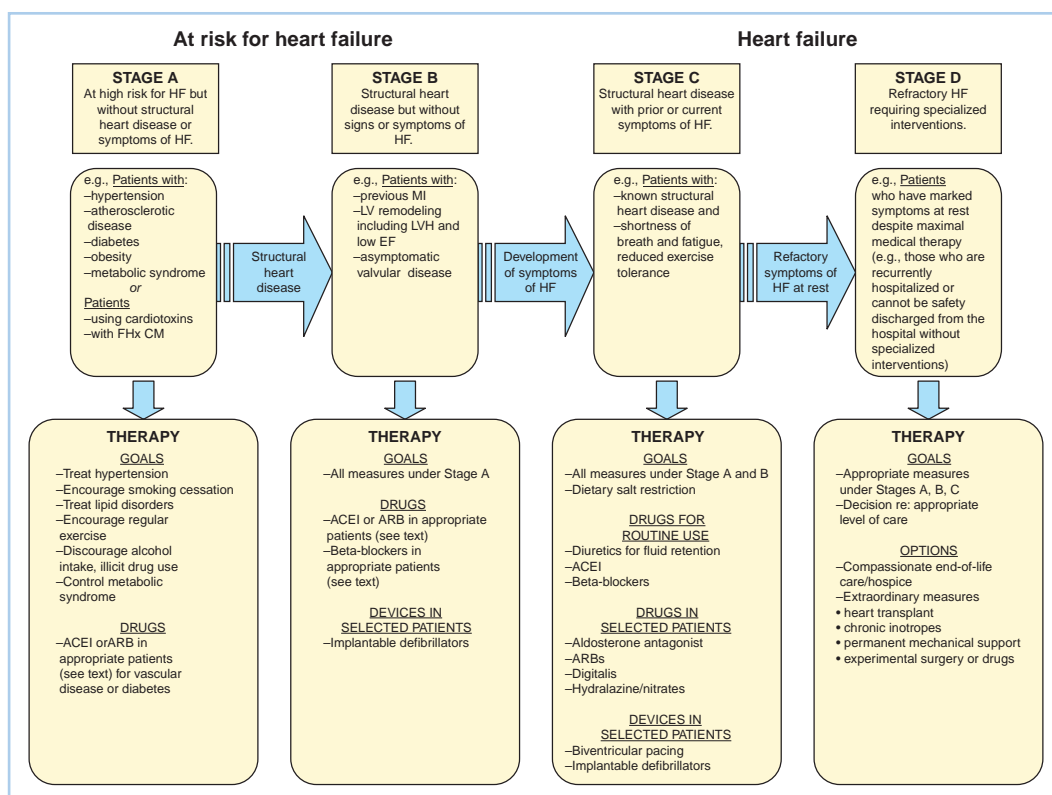 At risk for heart failure
Heart failure
STAGE A
At high risk for HF but
without structural
heart disease or
symptoms of HF.
STAGE B
Structural heart
disease but without
signs or symptoms of
HF.
STAGE C
Structural heart disease
with prior or current
symptoms of HF.
STAGE D
Refractory HF
requiring specialized
interventions.
e.g., Patients with:
–hypertension
–atherosclerotic
disease
–diabetes
–obesity
–metabolic syndrome
or
Patients
–using cardiotoxins
–with FHx CM
Structural
heart
disease
e.g., Patients with:
–previous MI
–LV remodeling
including LVH and
low EF
–asymptomatic
valvular disease
Development
of symptoms
of HF
e.g., Patients with:
–known structural
heart disease and
–shortness of
breath and fatigue,
reduced exercise
tolerance
Refactory
symptoms of
HF at rest
e.g., Patients
who have marked
symptoms at rest
despite maximal
medical therapy
(e.g., those who are
recurrently
hospitalized or
cannot be safety
discharged from the
hospital without
specialized
interventions)
THERAPY
GOALS
–Treat hypertension
–Encourage smoking cessation
–Treat lipid disorders
–Encourage regular
exercise
–Discourage alcohol
intake, illicit drug use
–Control metabolic
syndrome
DRUGS
–ACEI orARB in
appropriate patients
(see text) for vascular
disease or diabetes
THERAPY
GOALS
–All measures under Stage A
DRUGS
–ACEI or ARB in appropriate
patients (see text)
–Beta-blockers in
appropriate patients
(see text)
DEVICES IN
SELECTED PATIENTS
–Implantable defibrillators
THERAPY
GOALS
–All measures under Stage A and B
–Dietary salt restriction
DRUGS FOR
ROUTINE USE
–Diuretics for fluid retention
–ACEI
–Beta-blockers
DRUGS IN
SELECTED PATIENTS
–Aldosterone antagonist
–ARBs
–Digitalis
–Hydralazine/nitrates
DEVICES IN
SELECTED PATIENTS
–Biventricular pacing
–Implantable defibrillators
THERAPY
GOALS
–Appropriate measures
under Stages A, B, C
–Decision re: appropriate
level of care
OPTIONS
–Compassionate end-of-life
care/hospice
–Extraordinary measures
• heart transplant
• chronic inotropes
• permanent mechanical support
• experimental surgery or drugs